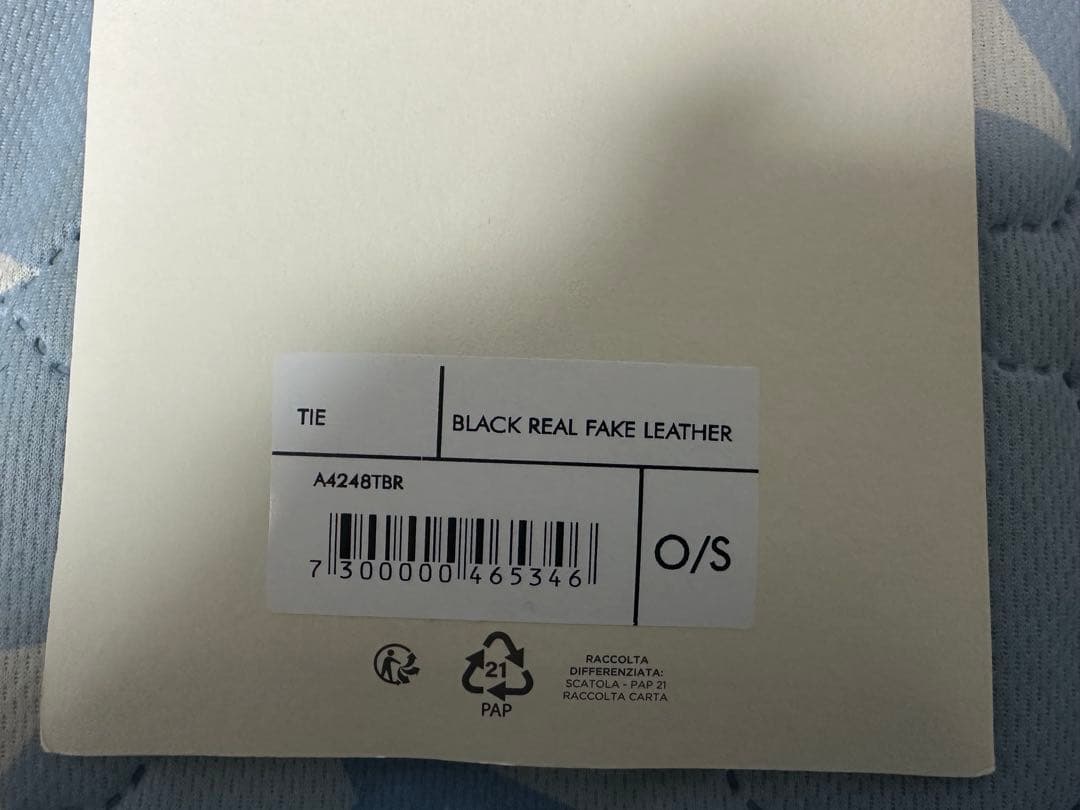 TIE
BLACK REAL FAKE LEATHER
A4248TBR
7 300000 465346
O/S
21
PAP
RACCOLTA
DIFFERENZIATA:
SCATOLA - PAP 21
RACCOLTA CARTA